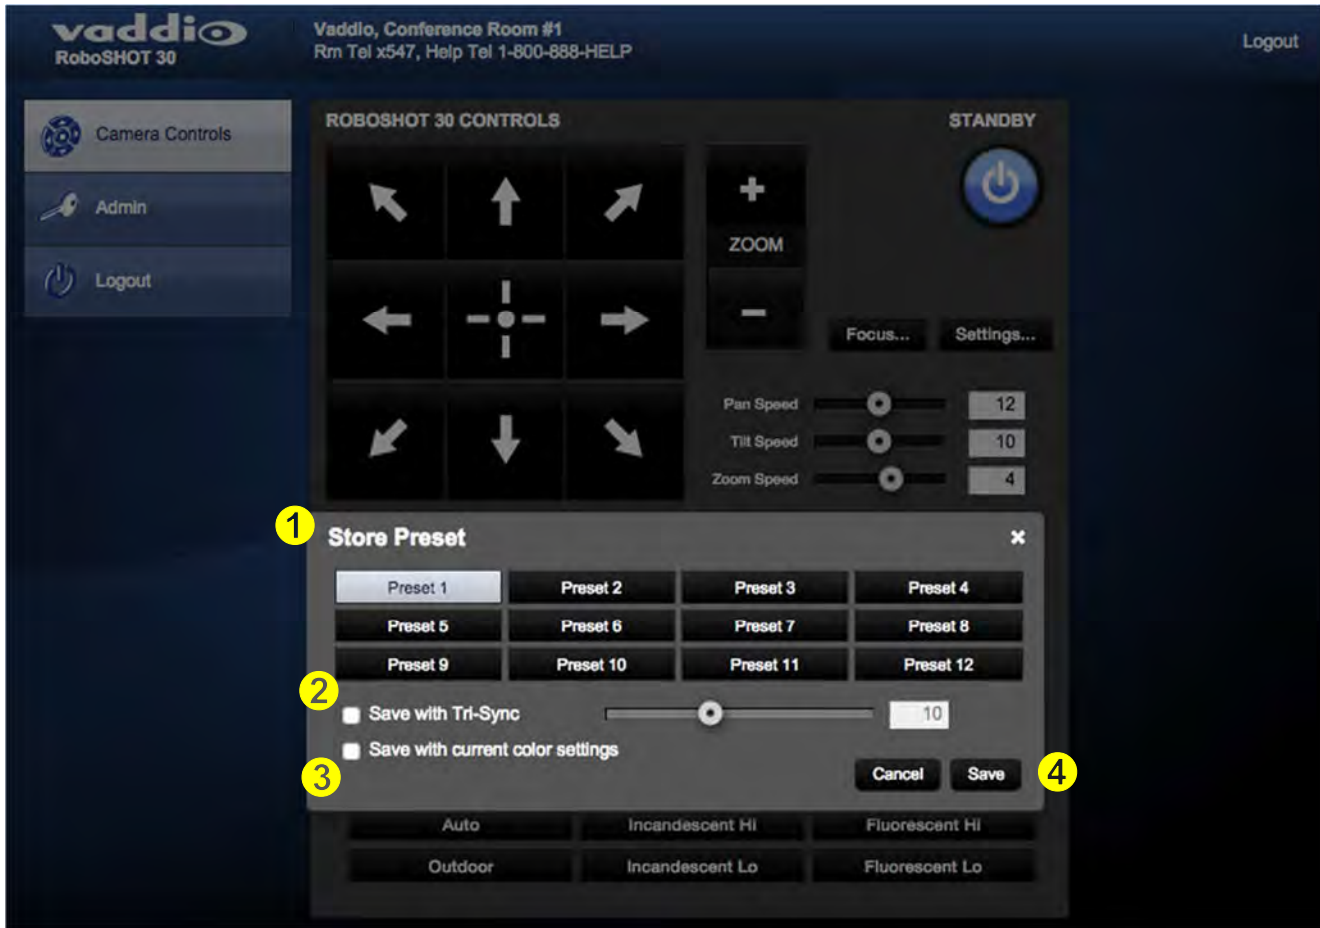 vaddio
RoboSHOT 30
Vaddio, Conference Room #1
Rm Tel x547, Help Tel 1-800-888-HELP
Logout
Camera Controls
Admin
Logout
ROBOSHOT 30 CONTROLS
STANDBY
+
ZOOM
-
Focus...
Settings...
Pan Speed
12
Tilt Speed
10
Zoom Speed
4
1
Store Preset
Preset 1
Preset 2
Preset 3
Preset 4
Preset 5
Preset 6
Preset 7
Preset 8
Preset 9
Preset 10
Preset 11
Preset 12
2
Save with Tri-Sync
10
3
Save with current color settings
Cancel
Save
4
Auto
Incandescent Hi
Fluorescent Hi
Outdoor
Incandescent Lo
Fluorescent Lo